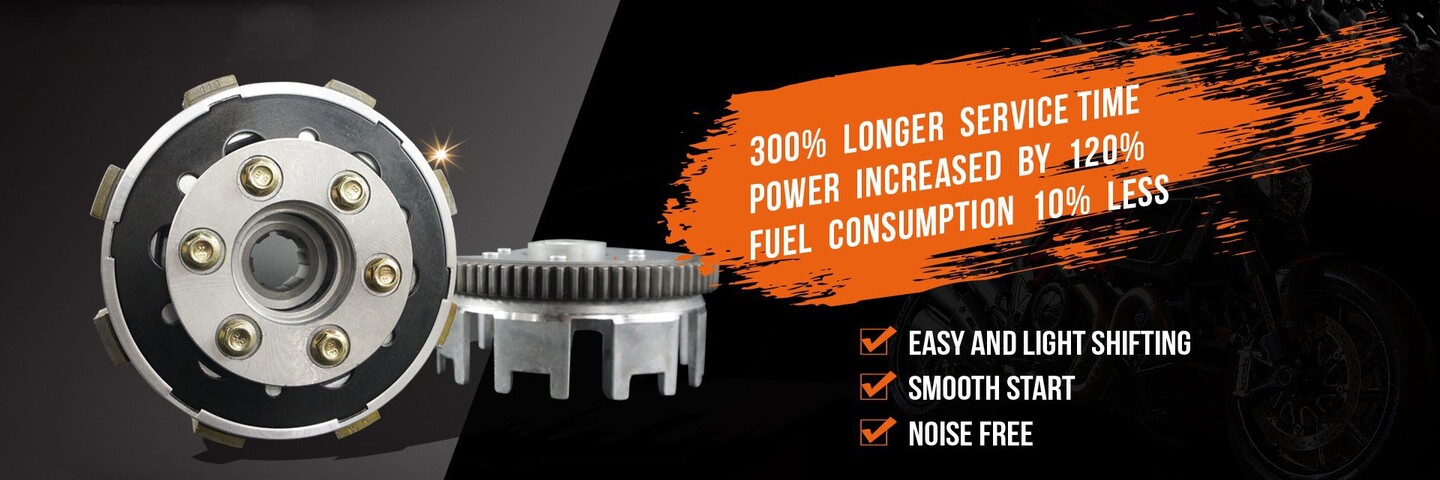 300% LONGER SERVICE TIME
POWER INCREASED BY 120%
FUEL CONSUMPTION 10% LESS
EASY AND LIGHT SHIFTING
SMOOTH START
NOISE FREE